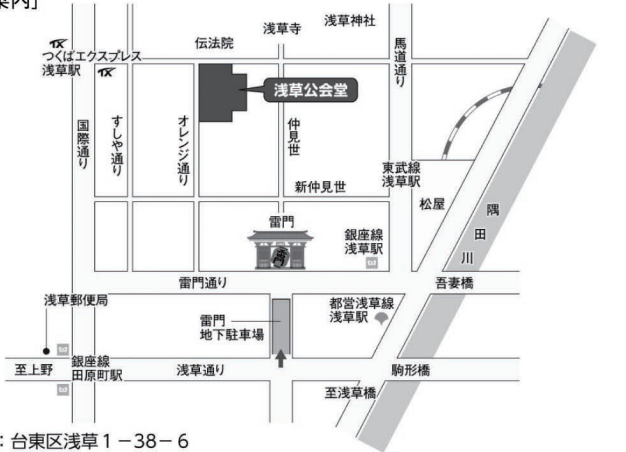 案内」
浅草神社
浅草寺
伝法院
馬道通り
TX
つくばエクスプレス
浅草駅
TX
浅草公会堂
国際通り
すしや通り
オレンジ通り
仲見世
東武線
浅草駅
新仲見世
松屋
隅田川
雷門
銀座線
浅草駅
雷門通り
吾妻橋
浅草郵便局
都営浅草線
浅草駅
雷門
地下駐車場
銀座線
田原町駅
至上野
浅草通り
駒形橋
至浅草橋
：台東区浅草1－38－6